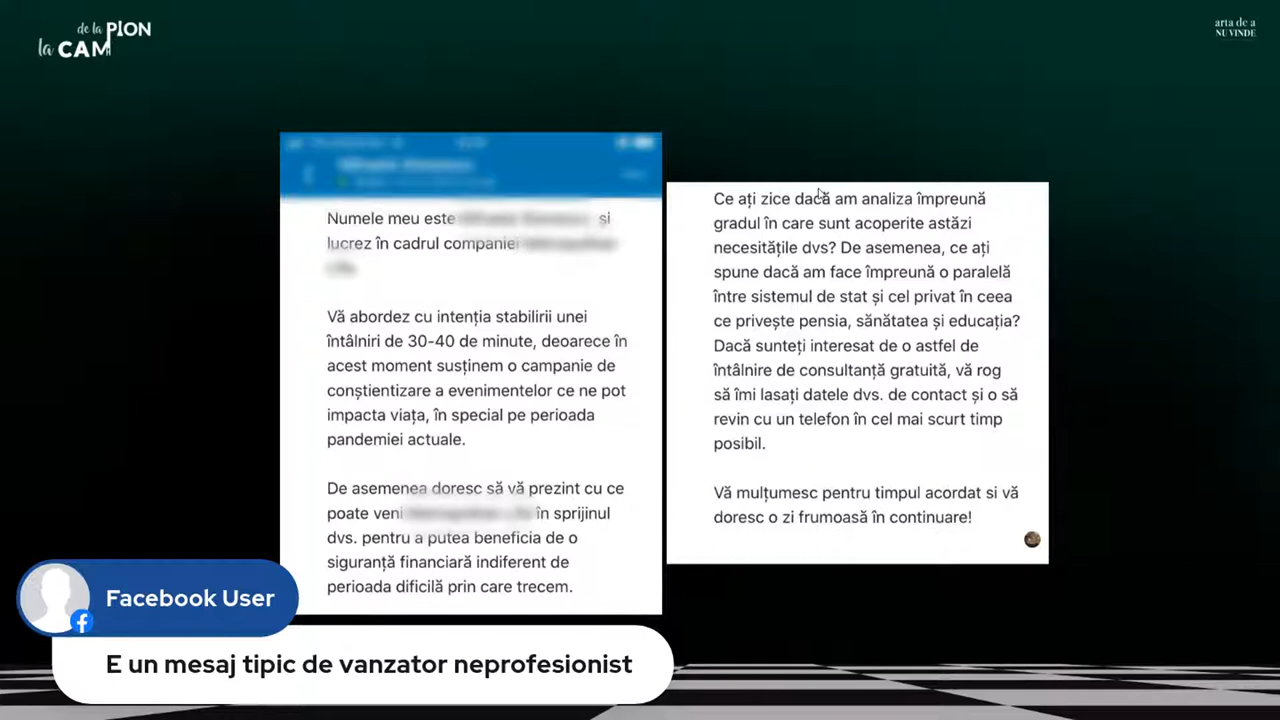 de la PION
la CAMPION
arta de a
NU VINDE
Numele meu este și
lucrez în cadrul companiei
Vă abordez cu intenția stabilirii unei
întâlniri de 30-40 de minute, deoarece în
acest moment susținem o campanie de
conștientizare a evenimentelor ce ne pot
impacta viața, în special pe perioada
pandemiei actuale.
De asemenea doresc să vă prezint cu ce
poate veni în sprijinul
dvs. pentru a putea beneficia de o
siguranță financiară indiferent de
perioada dificilă prin care trecem.
Ce ați zice dacă am analiza împreună
gradul în care sunt acoperite astăzi
necesitățile dvs? De asemenea, ce ați
spune dacă am face împreună o paralelă
între sistemul de stat și cel privat în ceea
ce privește pensia, sănătatea și educația?
Dacă sunteți interesat de o astfel de
întâlnire de consultanță gratuită, vă rog
să îmi lasați datele dvs. de contact și o să
revin cu un telefon în cel mai scurt timp
posibil.
Vă mulțumesc pentru timpul acordat si vă
doresc o zi frumoasă în continuare!
Facebook User
E un mesaj tipic de vanzator neprofesionist